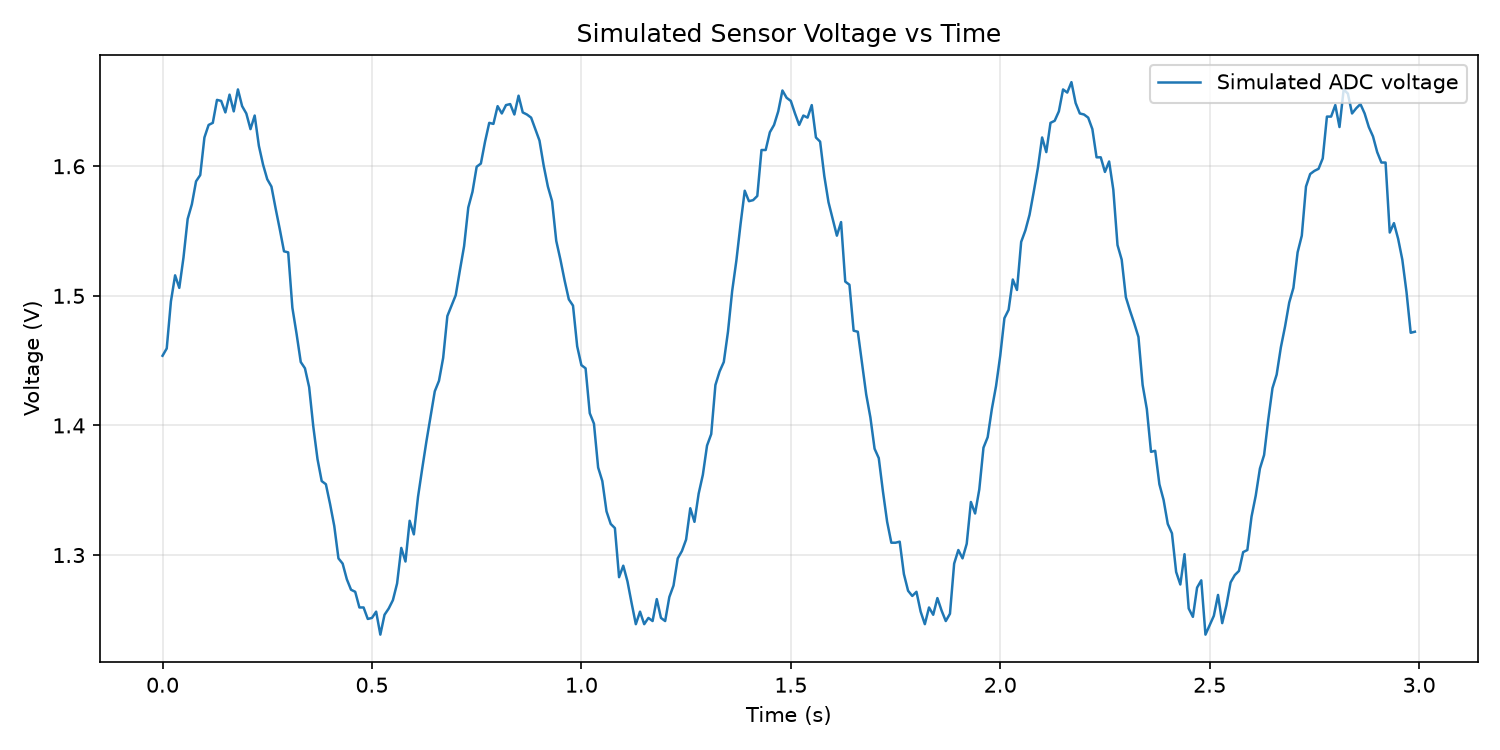 Simulated Sensor Voltage vs Time
Simulated ADC voltage
Voltage (V)
1.6
1.5
1.4
1.3
0.0 0.5 1.0 1.5 2.0 2.5 3.0
Time (s)